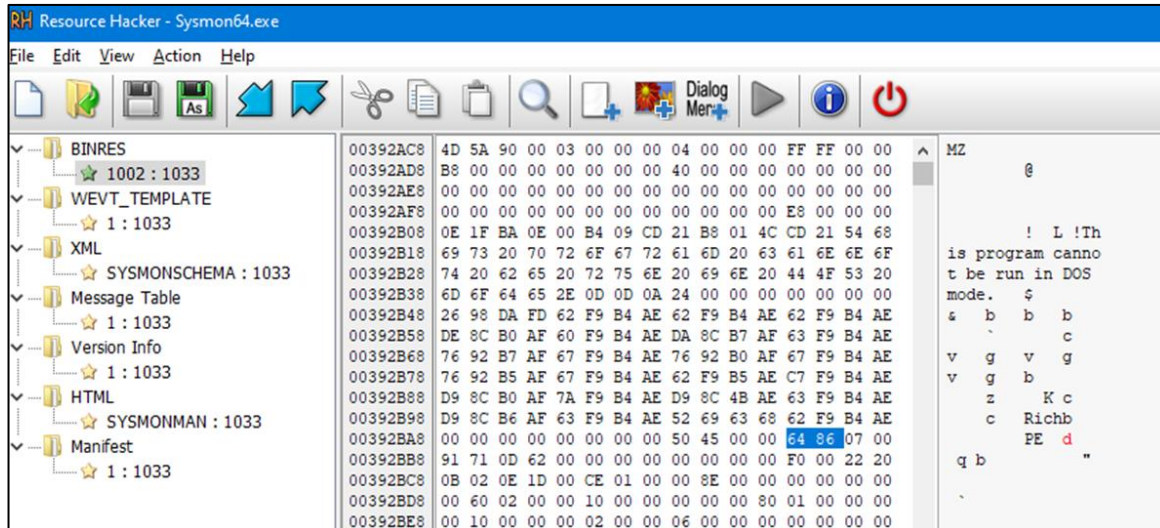 RH Resource Hacker - Sysmon64.exe
File Edit View Action Help
As
Dialog
Menu
BINRES
1002 : 1033
WEVT_TEMPLATE
1 : 1033
XML
SYSMONSCHEMA : 1033
Message Table
1 : 1033
Version Info
1 : 1033
HTML
SYSMONMAN : 1033
Manifest
1 : 1033
00392AC8 4D 5A 90 00 03 00 00 00 04 00 00 00 FF FF 00 00 MZ
00392AD8 B8 00 00 00 00 00 00 00 40 00 00 00 00 00 00 00 @
00392AE8 00 00 00 00 00 00 00 00 00 00 00 00 00 00 00 00
00392AF8 00 00 00 00 00 00 00 00 00 00 00 00 E8 00 00 00
00392B08 0E 1F BA 0E 00 B4 09 CD 21 B8 01 4C CD 21 54 68 ! L !Th
00392B18 69 73 20 70 72 6F 67 72 61 6D 20 63 61 6E 6E 6F is program canno
00392B28 74 20 62 65 20 72 75 6E 20 69 6E 20 44 4F 53 20 t be run in DOS
00392B38 6D 6F 64 65 2E 0D 0D 0A 24 00 00 00 00 00 00 00 mode. $
00392B48 26 98 DA FD 62 F9 B4 AE 62 F9 B4 AE 62 F9 B4 AE & b b b
00392B58 DE 8C B0 AF 60 F9 B4 AE DA 8C B7 AF 63 F9 B4 AE ` c
00392B68 76 92 B7 AF 67 F9 B4 AE 76 92 B0 AF 67 F9 B4 AE v g v g
00392B78 76 92 B5 AF 67 F9 B4 AE 62 F9 B5 AE C7 F9 B4 AE v g b
00392B88 D9 8C B0 AF 7A F9 B4 AE D9 8C 4B AE 63 F9 B4 AE z K c
00392B98 D9 8C B6 AF 63 F9 B4 AE 52 69 63 68 62 F9 B4 AE c Richb
00392BA8 00 00 00 00 00 00 00 00 50 45 00 00 64 86 07 00 PE d
00392BB8 91 71 0D 62 00 00 00 00 00 00 00 00 F0 00 22 20 q b "
00392BC8 0B 02 0E 1D 00 CE 01 00 00 8E 00 00 00 00 00 00
00392BD8 00 60 02 00 00 10 00 00 00 00 00 80 01 00 00 00 `
00392BE8 00 10 00 00 00 02 00 00 06 00 00 00 00 00 00 00